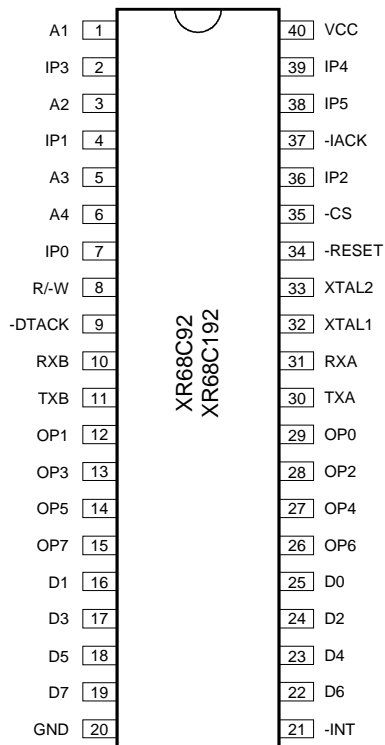 A1 1 40 VCC
IP3 2 39 IP4
A2 3 38 IP5
IP1 4 37 -IACK
A3 5 36 IP2
A4 6 35 -CS
IP0 7 34 -RESET
R/-W 8 33 XTAL2
-DTACK 9 32 XTAL1
RXB 10 31 RXA
TXB 11 30 TXA
OP1 12 29 OP0
OP3 13 28 OP2
OP5 14 27 OP4
OP7 15 26 OP6
D1 16 25 D0
D3 17 24 D2
D5 18 23 D4
D7 19 22 D6
GND 20 21 -INT
XR68C92
XR68C192